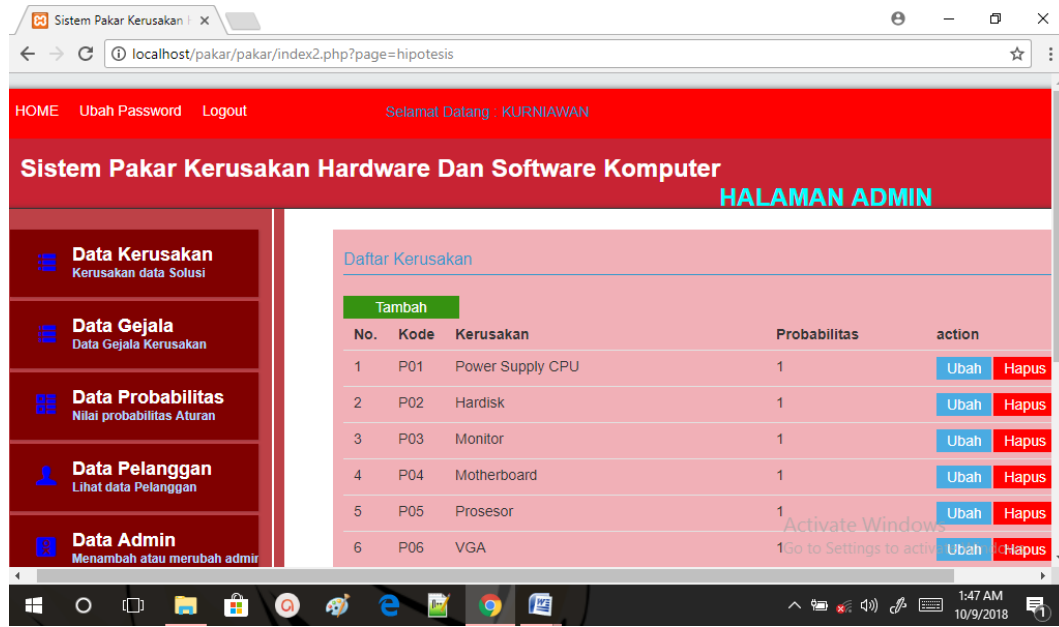 Sistem Pakar Kerusakan H
localhost/pakar/pakar/index2.php?page=hipotesis
HOME Ubah Password Logout Selamat Datang : KURNIAWAN
Sistem Pakar Kerusakan Hardware Dan Software Komputer
HALAMAN ADMIN
Data Kerusakan
Kerusakan data Solusi
Data Gejala
Data Gejala Kerusakan
Data Probabilitas
Nilai probabilitas Aturan
Data Pelanggan
Lihat data Pelanggan
Data Admin
Menambah atau merubah admin
Daftar Kerusakan
Tambah
No. Kode Kerusakan Probabilitas action
1 P01 Power Supply CPU 1 Ubah Hapus
2 P02 Hardisk 1 Ubah Hapus
3 P03 Monitor 1 Ubah Hapus
4 P04 Motherboard 1 Ubah Hapus
5 P05 Prosesor 1 Ubah Hapus
6 P06 VGA 1 Ubah Hapus
Activate Windows
Go to Settings to
1:47 AM
10/9/2018